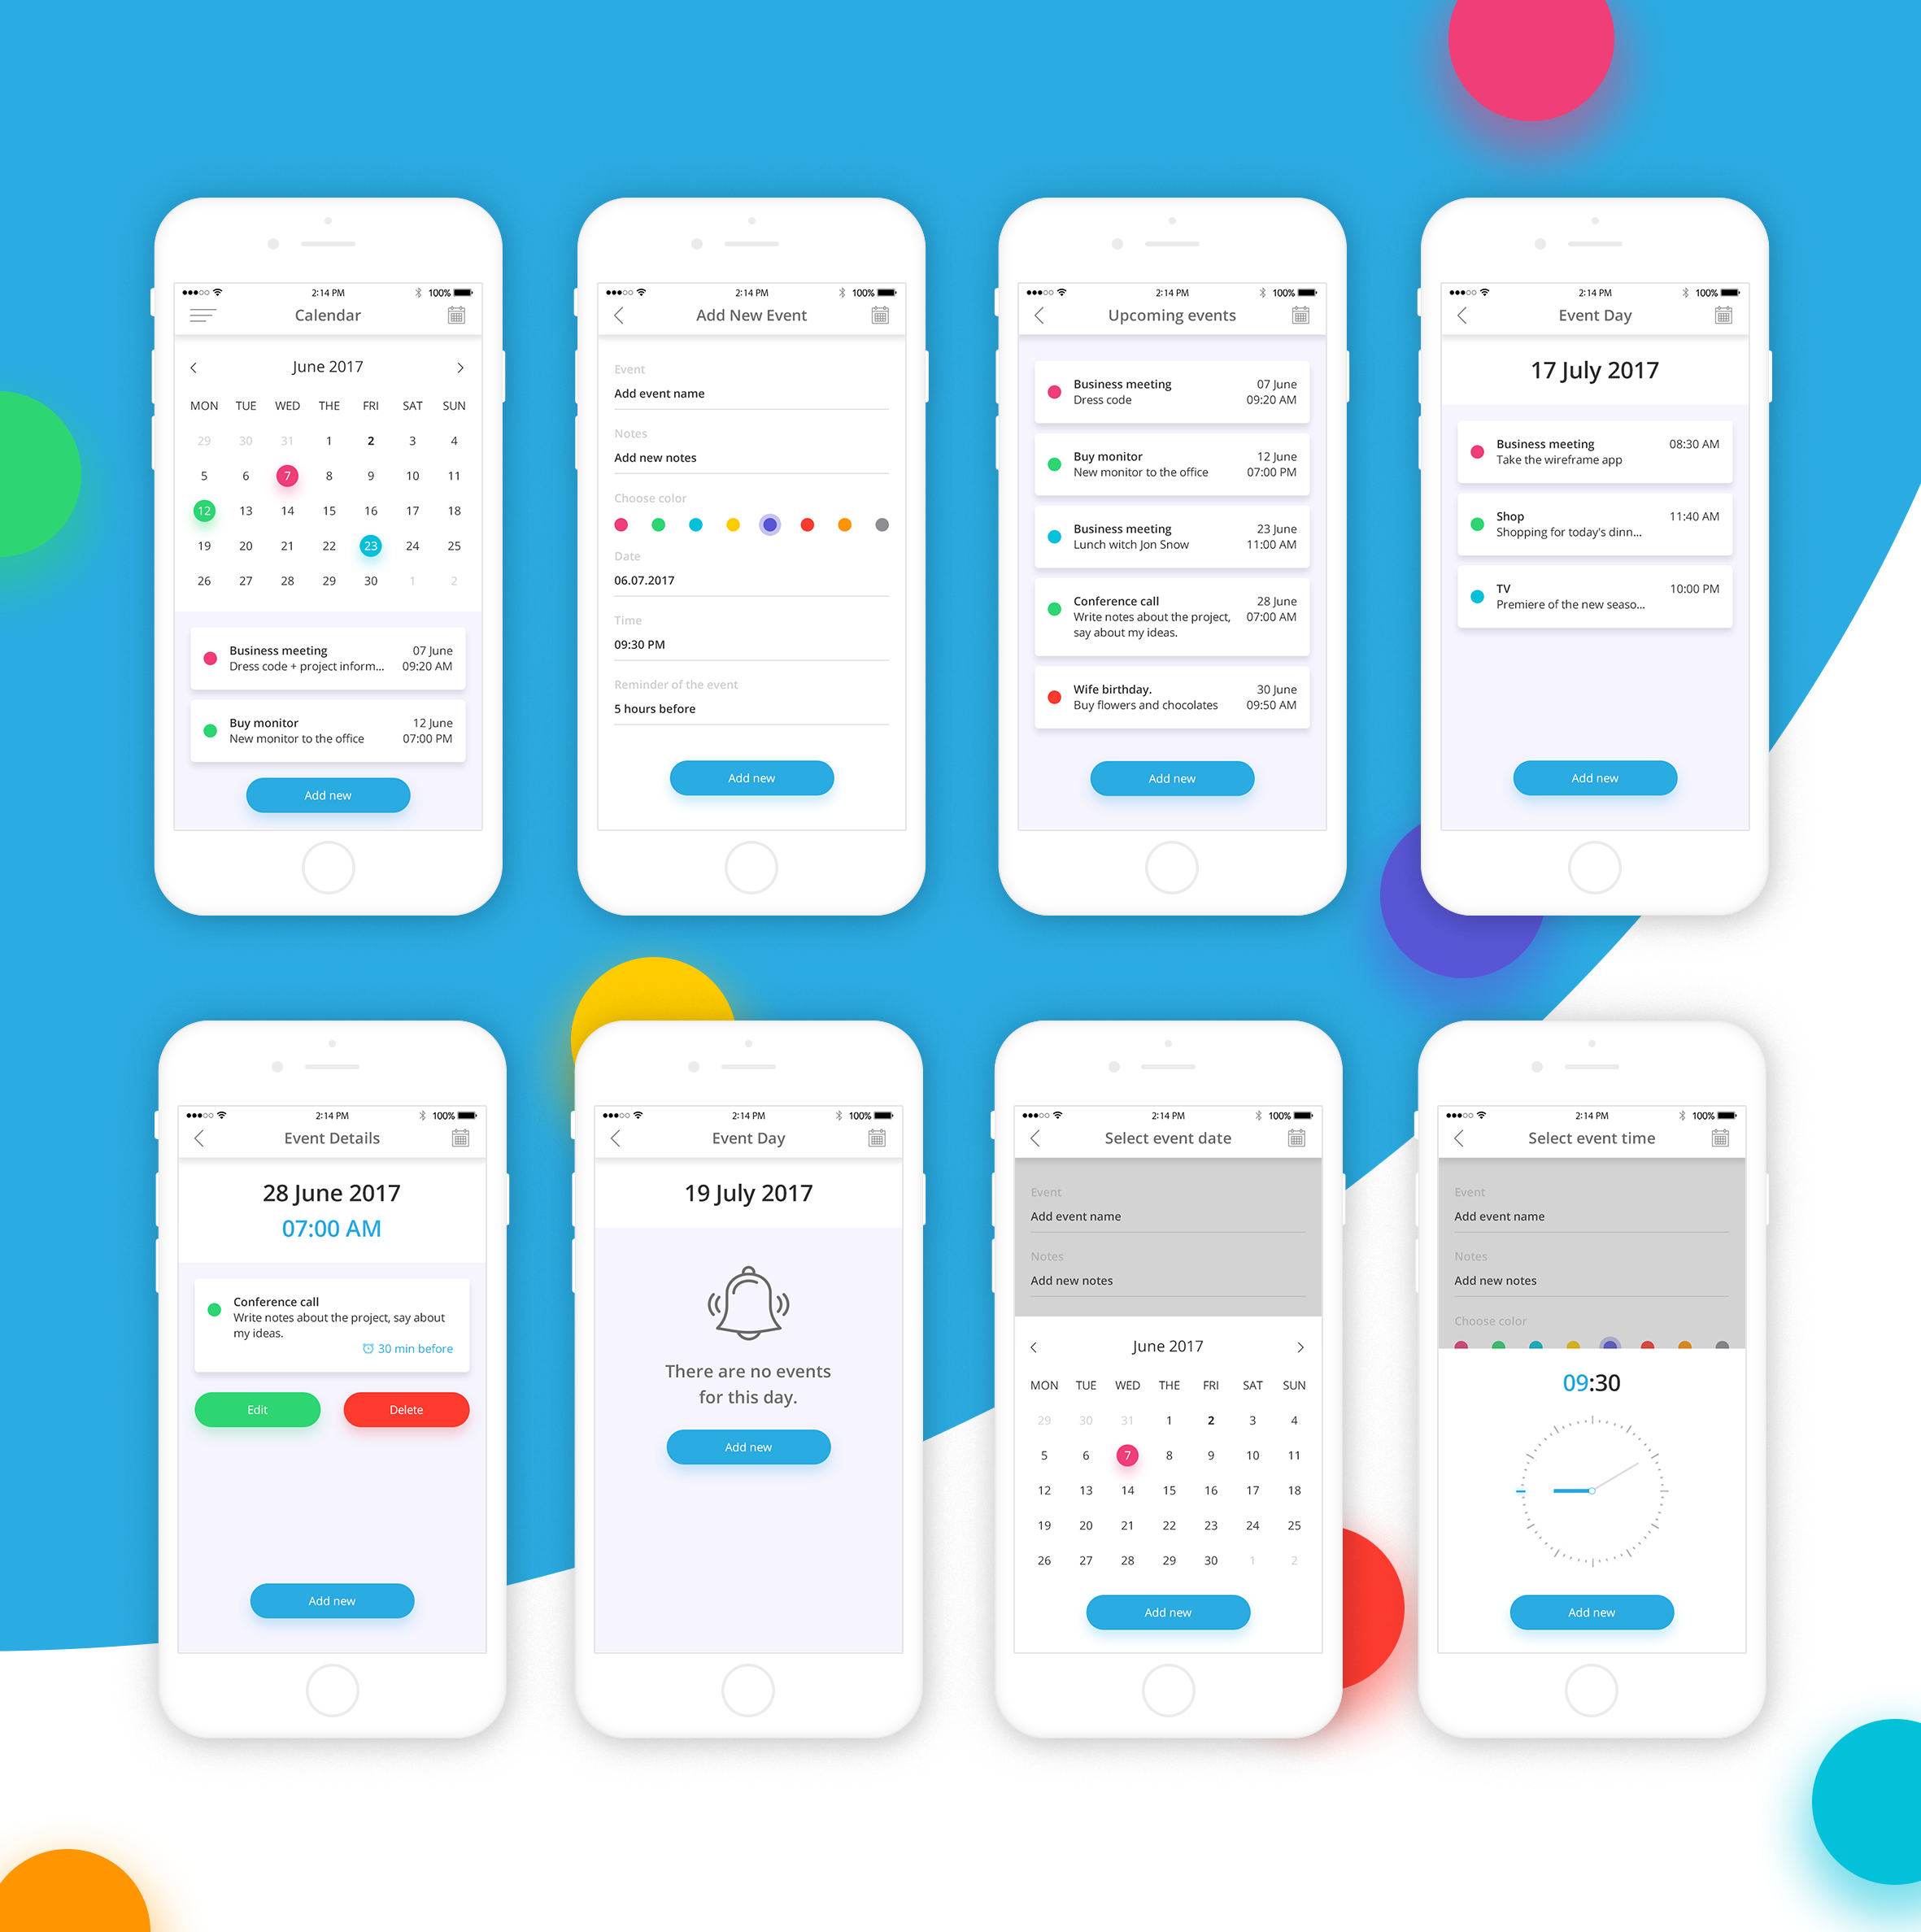 2:14 PM 100%
Calendar
June 2017
MON TUE WED THE FRI SAT SUN
29 30 31 1 2 3 4
5 6 7 8 9 10 11
12 13 14 15 16 17 18
19 20 21 22 23 24 25
26 27 28 29 30 1 2
Business meeting 07 June
Dress code + project inform... 09:20 AM
Buy monitor 12 June
New monitor to the office 07:00 PM
Add new
2:14 PM 100%
Add New Event
Event
Add event name
Notes
Add new notes
Choose color
Date
06.07.2017
Time
09:30 PM
Reminder of the event
5 hours before
Add new
2:14 PM 100%
Upcoming events
Business meeting 07 June
Dress code 09:20 AM
Buy monitor 12 June
New monitor to the office 07:00 PM
Business meeting 23 June
Lunch witch Jon Snow 11:00 AM
Conference call 28 June
Write notes about the project, 07:00 AM
say about my ideas.
Wife birthday. 30 June
Buy flowers and chocolates 09:50 AM
Add new
2:14 PM 100%
Event Day
17 July 2017
Business meeting 08:30 AM
Take the wireframe app
Shop 11:40 AM
Shopping for today's dinn...
TV 10:00 PM
Premiere of the new seaso...
Add new
2:14 PM 100%
Event Details
28 June 2017
07:00 AM
Conference call
Write notes about the project, say about
my ideas.
30 min before
Edit Delete
Add new
2:14 PM 100%
Event Day
19 July 2017
There are no events
for this day.
Add new
2:14 PM 100%
Select event date
Event
Add event name
Notes
Add new notes
June 2017
MON TUE WED THE FRI SAT SUN
29 30 31 1 2 3 4
5 6 7 8 9 10 11
12 13 14 15 16 17 18
19 20 21 22 23 24 25
26 27 28 29 30 1 2
Add new
2:14 PM 100%
Select event time
Event
Add event name
Notes
Add new notes
Choose color
09:30
Add new